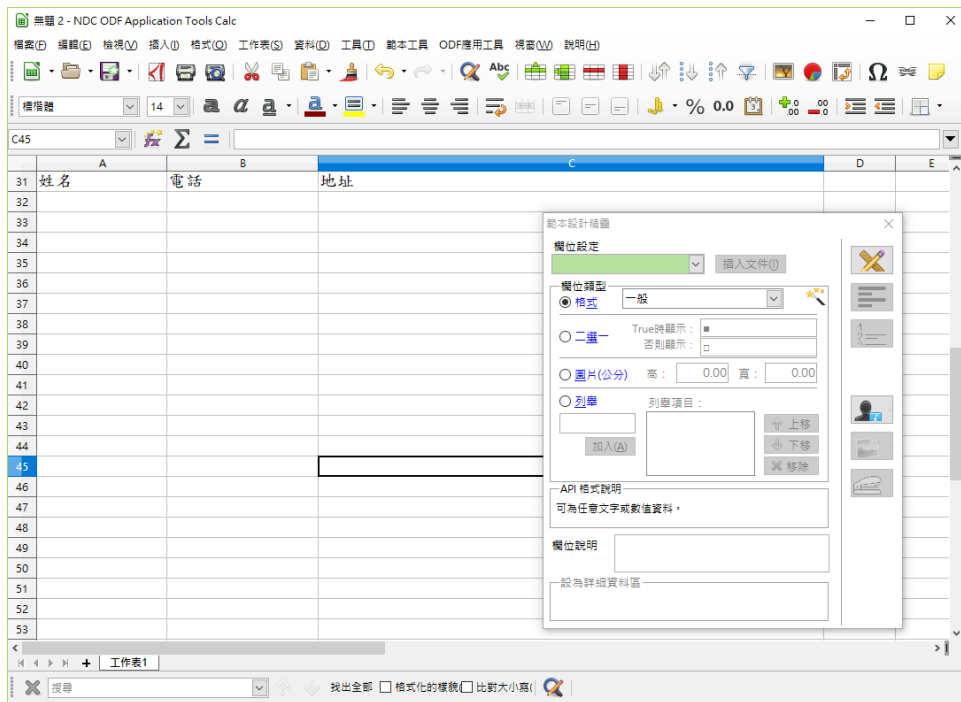 無題 2 - NDC ODF Application Tools Calc
檔案(F) 編輯(E) 檢視(V) 插入(I) 格式(O) 工作表(S) 資料(D) 工具(T) 範本工具 ODF應用工具 視窗(W) 說明(H)
Abc
標楷體 14 a a a a % 0.0
C45
A B C D E
31 姓名 電話 地址
32
33
34
35
36
37
38
39
40
41
42
43
44
45
46
47
48
49
50
51
52
53
範本設計精靈
欄位設定
插入文件(I)
欄位類型
格式 一般
二選一 True時顯示： ■
否則顯示： □
圖片(公分) 高： 0.00 寬： 0.00
列舉 列舉項目：
上移
加入(A) 下移
移除
API 格式說明
可為任意文字或數值資料。
欄位說明
設為詳細資料區
工作表1
搜尋 找出全部 格式化的樣貌( 比對大小寫(